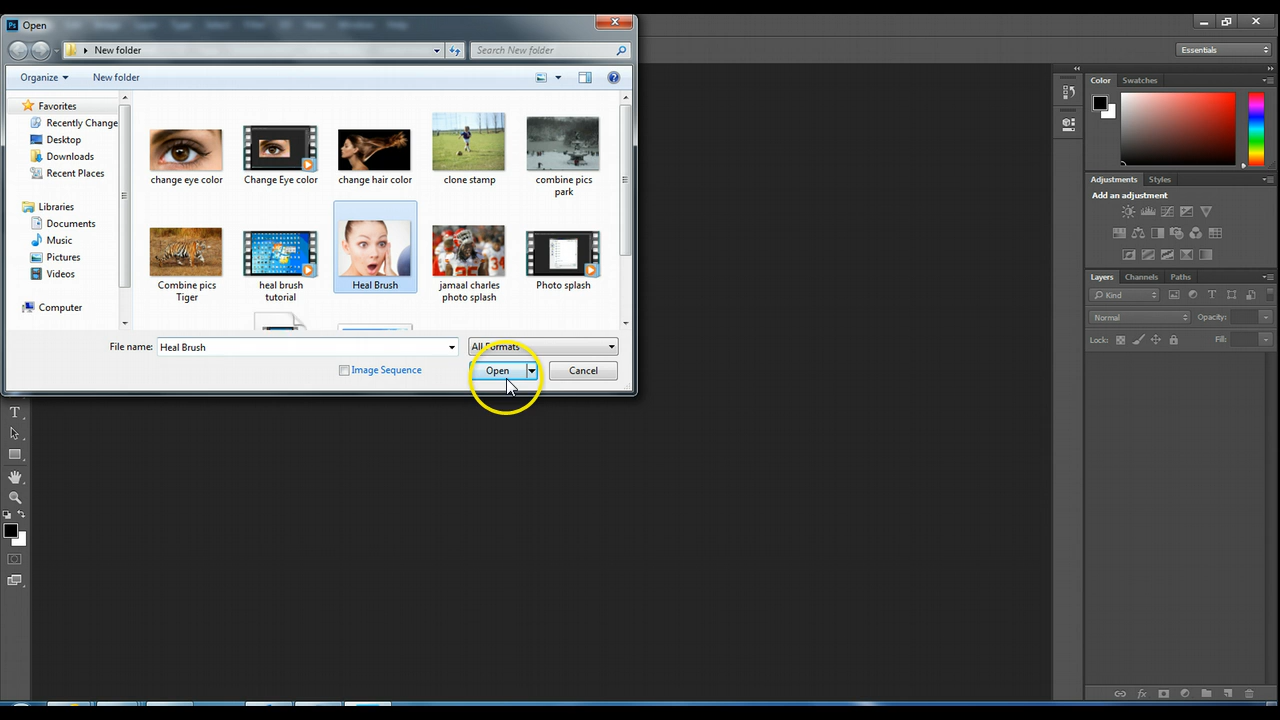 Ps Open
New folder
Search New folder
Essentials
Organize
New folder
Favorites
Recently Change
Desktop
Downloads
Recent Places
Libraries
Documents
Music
Pictures
Videos
Computer
change eye color
Change Eye color
change hair color
clone stamp
combine pics
park
Combine pics
Tiger
heal brush
tutorial
Heal Brush
jamaal charles
photo splash
Photo splash
File name:
Heal Brush
All Formats
Image Sequence
Open
Cancel
Color
Swatches
Adjustments
Styles
Add an adjustment
Layers
Channels
Paths
Kind
Normal
Opacity:
Lock:
Fill: